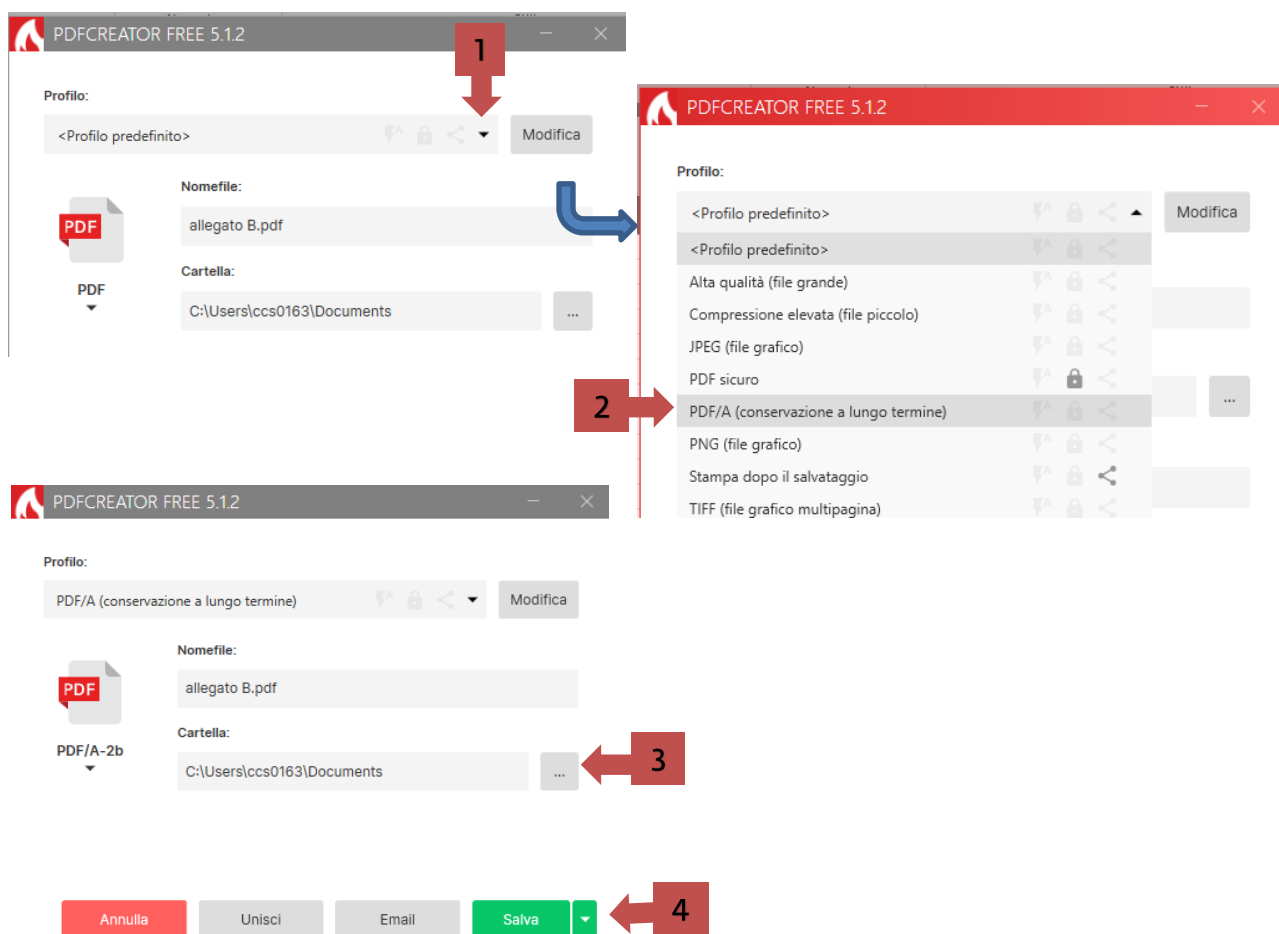 PDFCREATOR FREE 5.1.2
1
Profilo:
<Profilo predefinito>
Modifica
PDF
PDF
Nomefile:
allegato B.pdf
Cartella:
C:\Users\ccs0163\Documents
...
PDFCREATOR FREE 5.1.2
Profilo:
<Profilo predefinito>
Modifica
<Profilo predefinito>
Alta qualità (file grande)
Compressione elevata (file piccolo)
JPEG (file grafico)
PDF sicuro
2
PDF/A (conservazione a lungo termine)
PNG (file grafico)
Stampa dopo il salvataggio
TIFF (file grafico multipagina)
...
PDFCREATOR FREE 5.1.2
Profilo:
PDF/A (conservazione a lungo termine)
Modifica
PDF
PDF/A-2b
Nomefile:
allegato B.pdf
Cartella:
C:\Users\ccs0163\Documents
...
3
Annulla
Unisci
Email
Salva
4